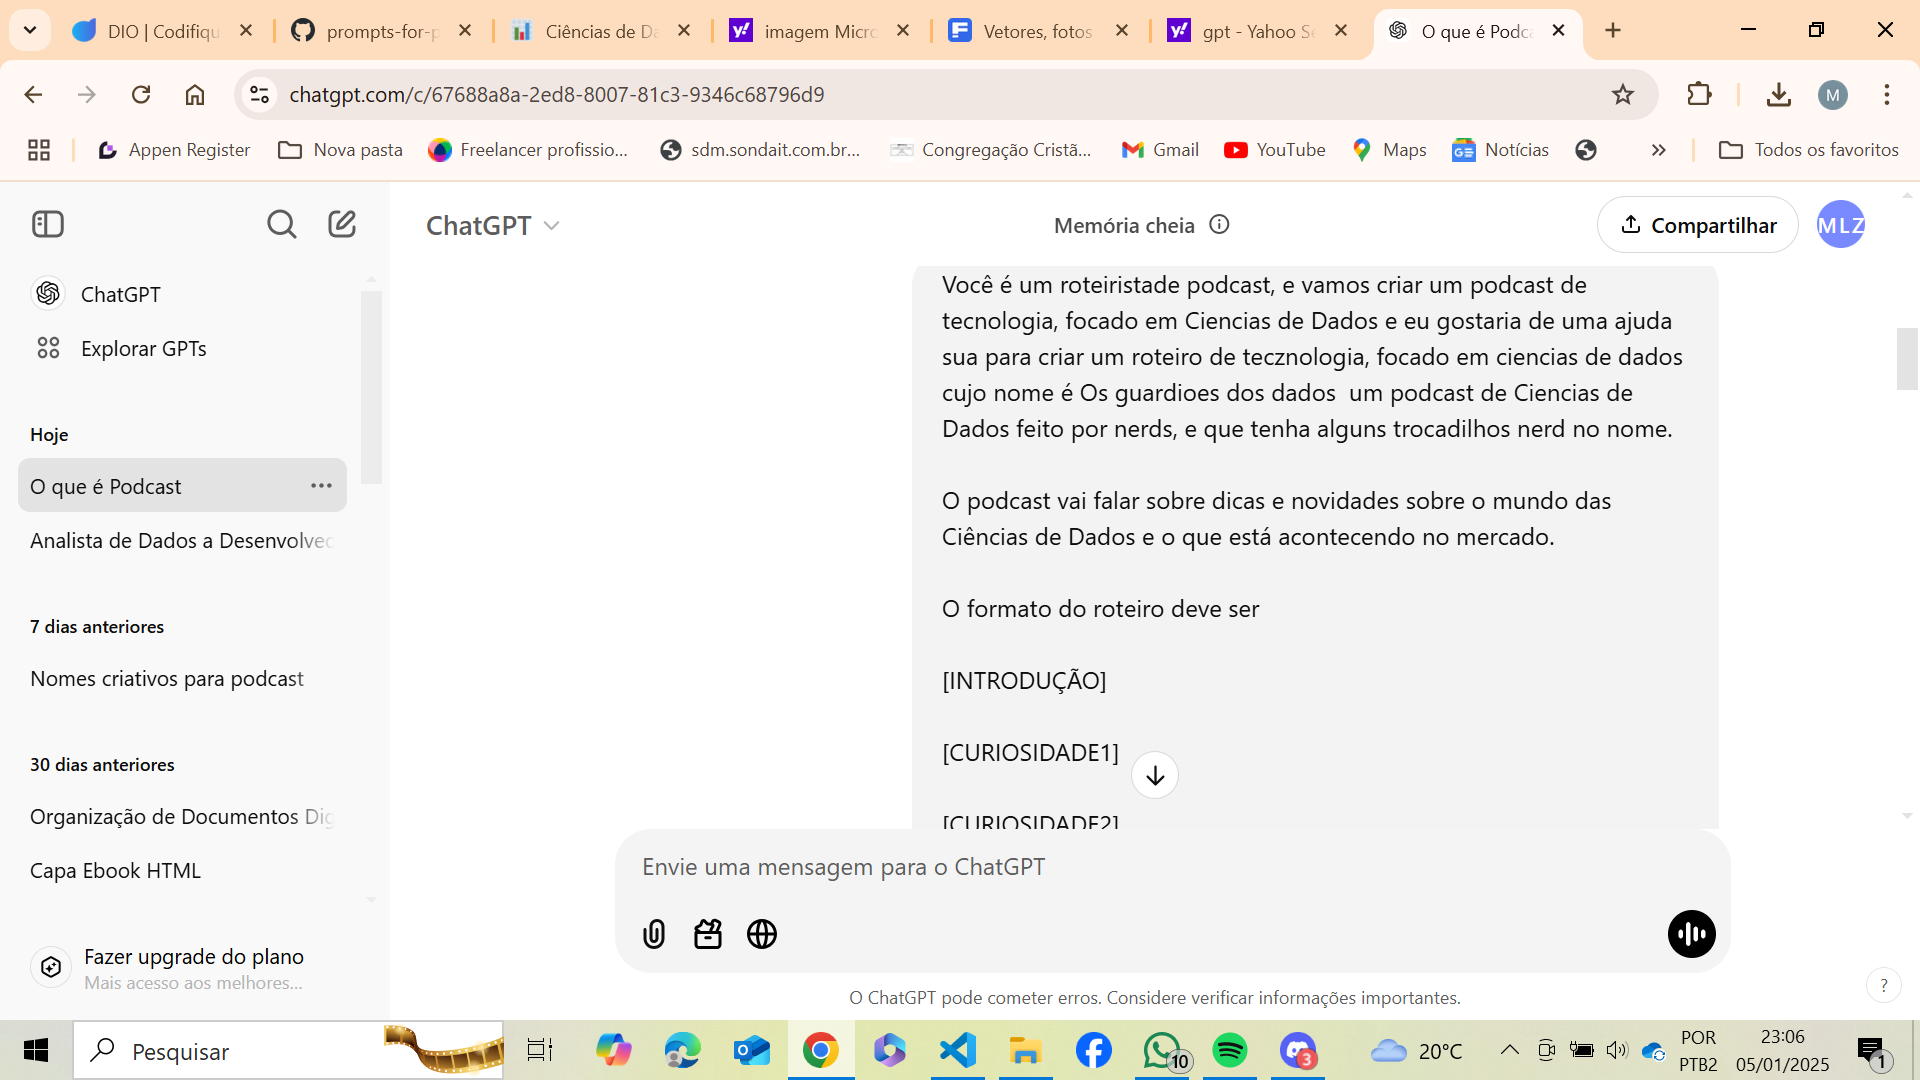 DIO | Codifiqu
prompts-for-p
Ciências de Da
imagem Micro
Vetores, fotos
gpt - Yahoo Se
O que é Podca
chatgpt.com/c/67688a8a-2ed8-8007-81c3-9346c68796d9
M
Appen Register
Nova pasta
Freelancer profissio...
sdm.sondait.com.br...
Congregação Cristã...
Gmail
YouTube
Maps
Notícias
Todos os favoritos
ChatGPT
Memória cheia
Compartilhar
MLZ
ChatGPT
Explorar GPTs
Hoje
O que é Podcast
Analista de Dados a Desenvolvec
7 dias anteriores
Nomes criativos para podcast
30 dias anteriores
Organização de Documentos Dig
Capa Ebook HTML
Fazer upgrade do plano
Mais acesso aos melhores...
Você é um roteiristade podcast, e vamos criar um podcast de
tecnologia, focado em Ciencias de Dados e eu gostaria de uma ajuda
sua para criar um roteiro de tecznologia, focado em ciencias de dados
cujo nome é Os guardioes dos dados  um podcast de Ciencias de
Dados feito por nerds, e que tenha alguns trocadilhos nerd no nome.
O podcast vai falar sobre dicas e novidades sobre o mundo das
Ciências de Dados e o que está acontecendo no mercado.
O formato do roteiro deve ser
[INTRODUÇÃO]
[CURIOSIDADE1]
[CURIOSIDADE2]
Envie uma mensagem para o ChatGPT
O ChatGPT pode cometer erros. Considere verificar informações importantes.
?
Pesquisar
10
3
20°C
POR
PTB2
23:06
05/01/2025
1